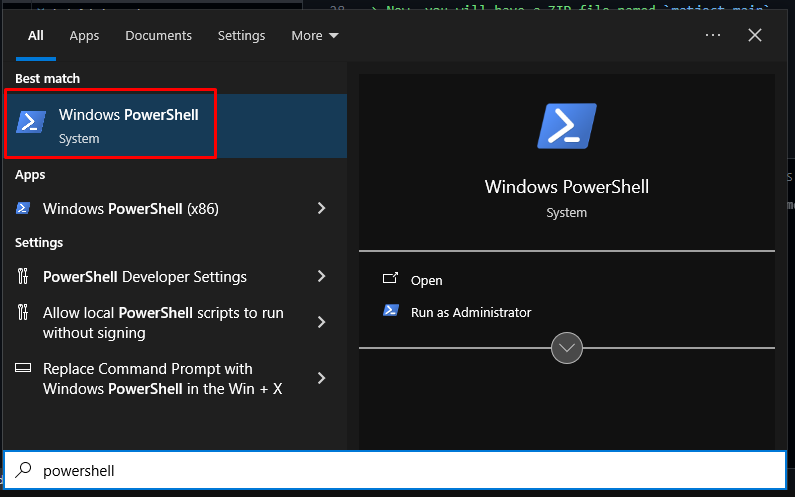 28 > Now, you will have a ZIP file named `matject-main`
All Apps Documents Settings More
Best match
Windows PowerShell
System
Apps
Windows PowerShell (x86)
Settings
PowerShell Developer Settings
Allow local PowerShell scripts to run
without signing
Replace Command Prompt with
Windows PowerShell in the Win + X
Windows PowerShell
System
Open
Run as Administrator
powershell